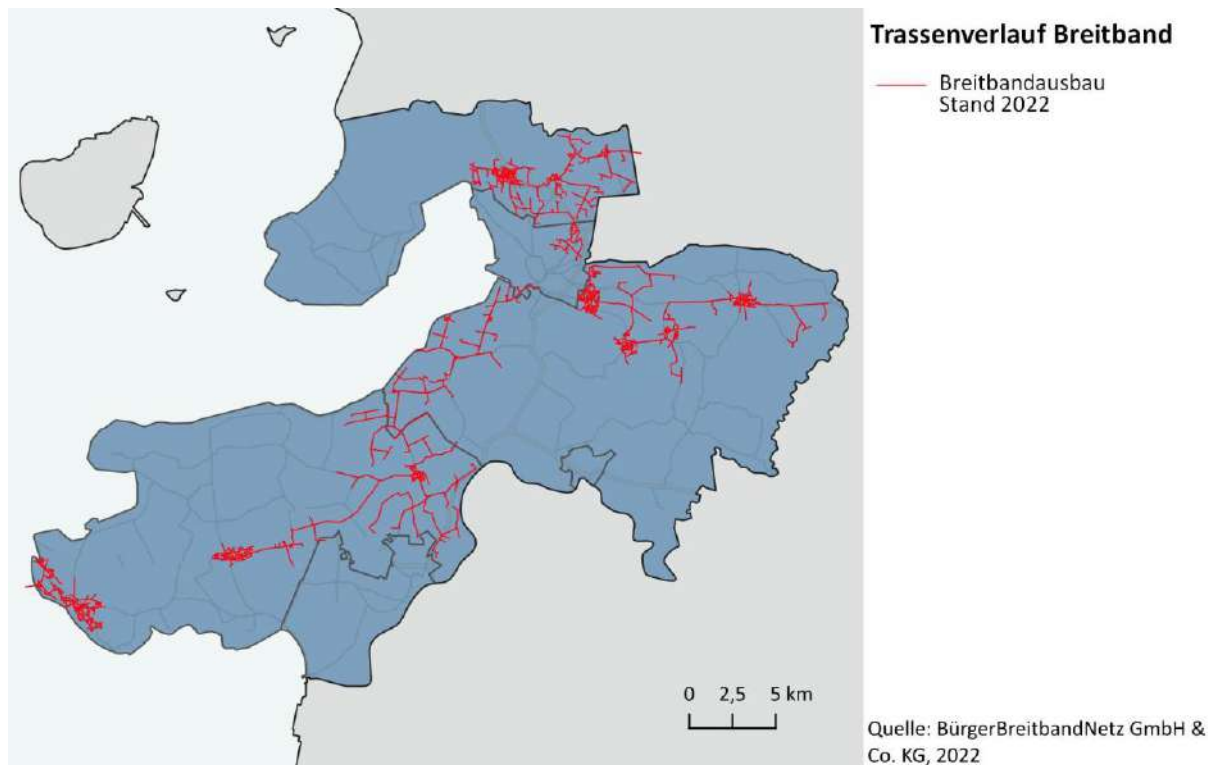 Trassenverlauf Breitband
Breitbandausbau
Stand 2022
0 2,5 5 km
Quelle: BürgerBreitbandNetz GmbH &
Co. KG, 2022